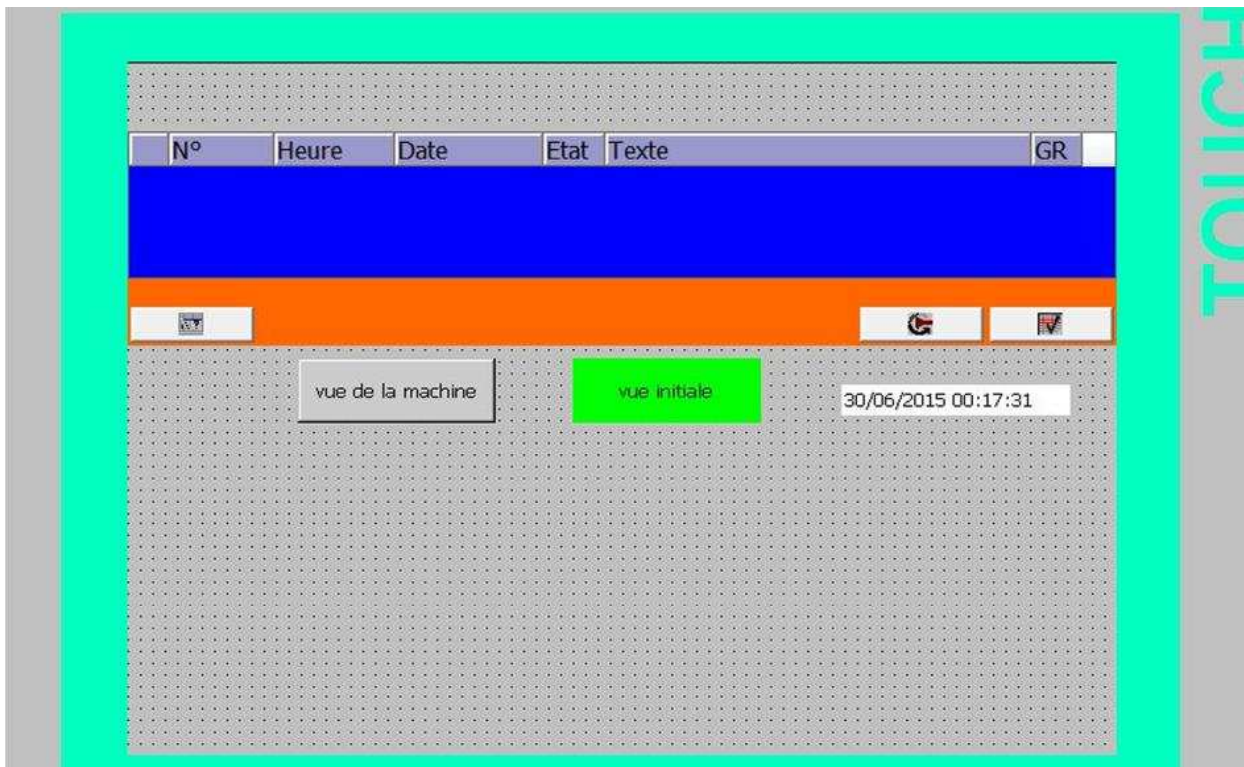 N° Heure Date Etat Texte GR
vue de la machine
vue initiale
30/06/2015 00:17:31
TOUCH